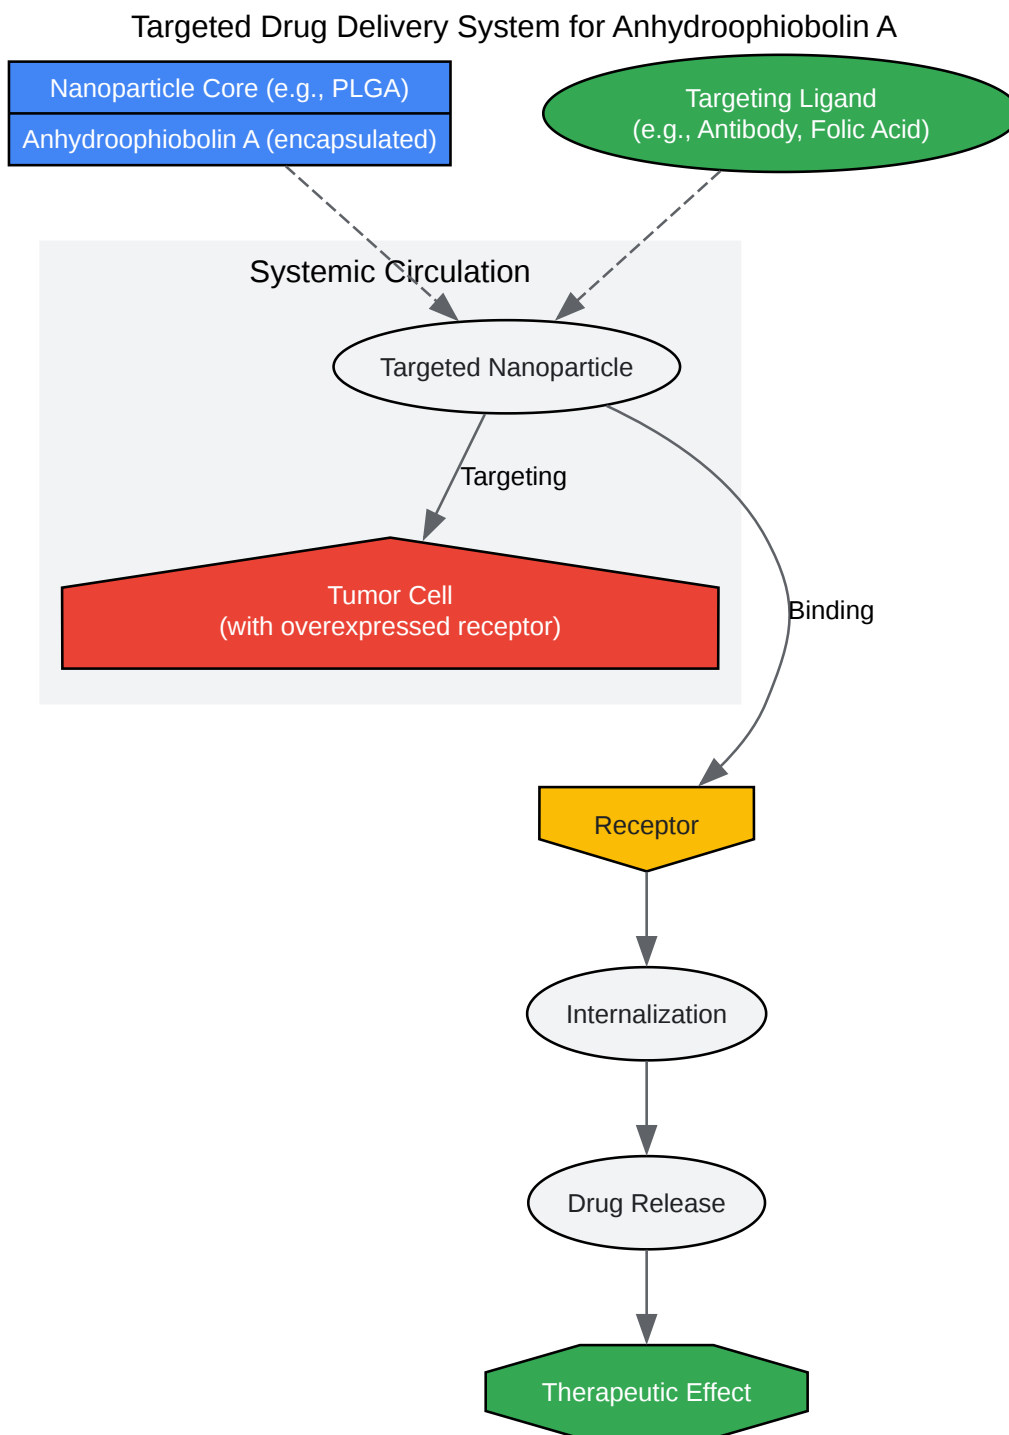 Targeted Drug Delivery System for Anhydroophiobolin A
Nanoparticle Core (e.g., PLGA)
Anhydroophiobolin A (encapsulated)
Targeting Ligand
(e.g., Antibody, Folic Acid)
Systemic Circulation
Targeted Nanoparticle
Targeting
Tumor Cell
(with overexpressed receptor)
Binding
Receptor
Internalization
Drug Release
Therapeutic Effect